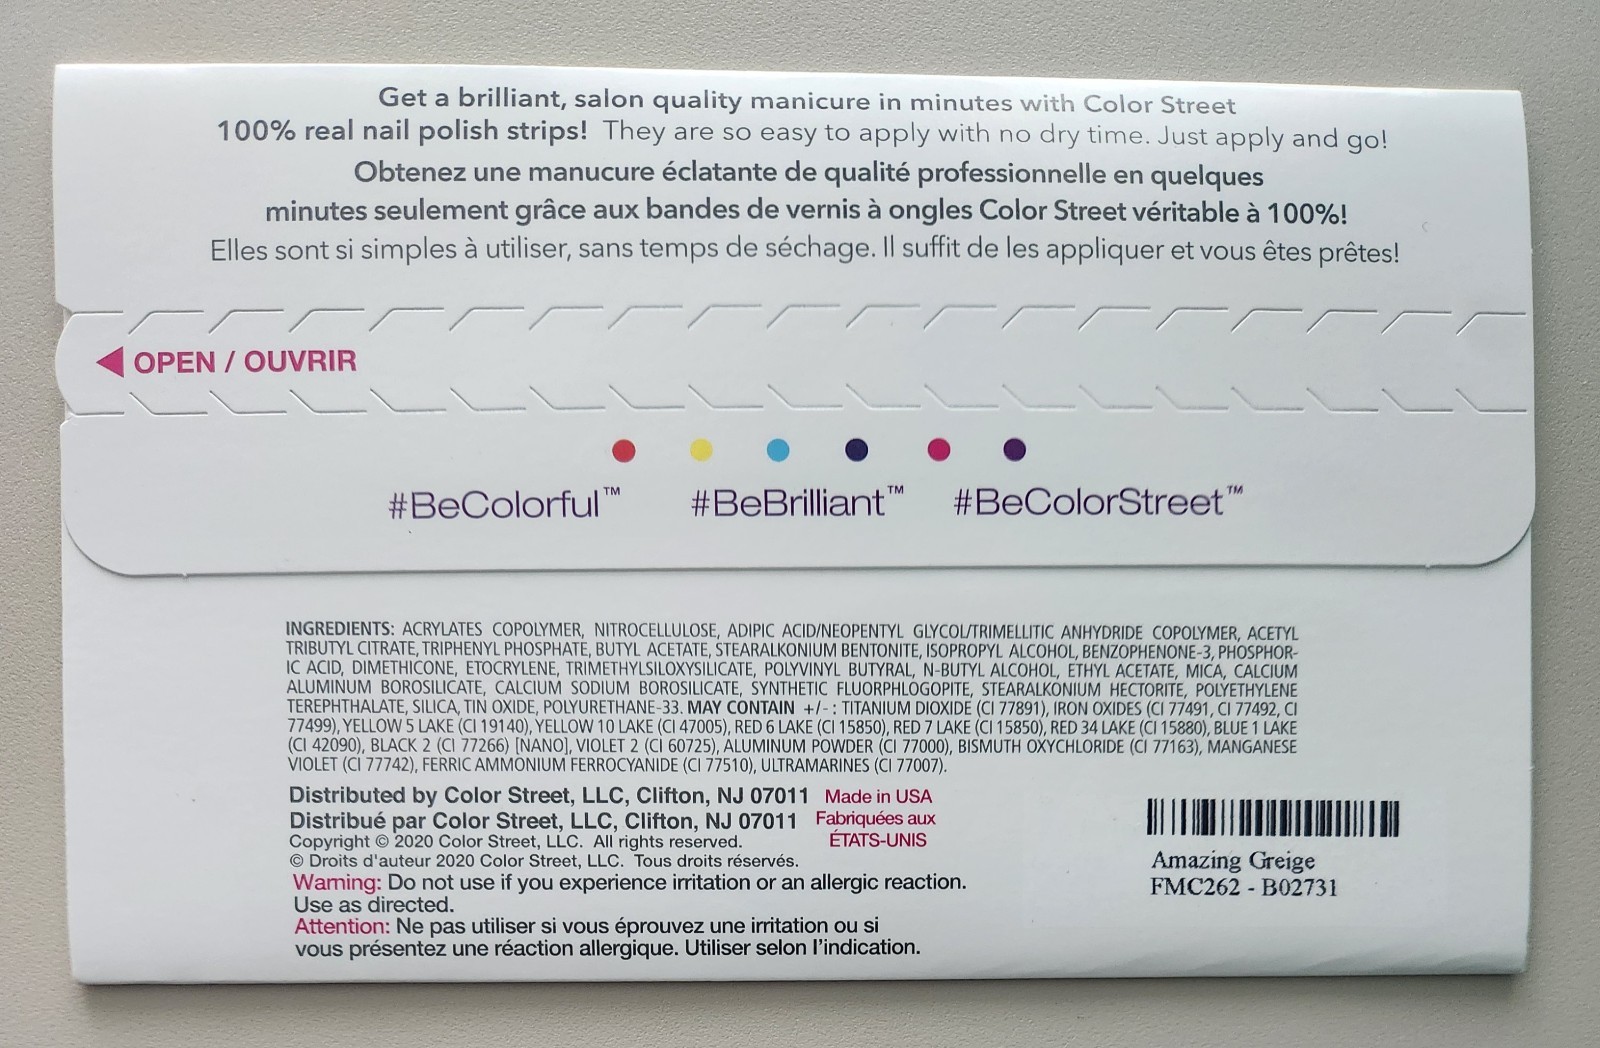 Get a brilliant, salon quality manicure in minutes with Color Street
100% real nail polish strips! They are so easy to apply with no dry time. Just apply and go!
Obtenez une manucure éclatante de qualité professionnelle en quelques
minutes seulement grâce aux bandes de vernis à ongles Color Street véritable à 100%!
Elles sont si simples à utiliser, sans temps de séchage. Il suffit de les appliquer et vous êtes prêtes!
OPEN / OUVRIR
#BeColorful™ #BeBrilliant™ #BeColorStreet™
INGREDIENTS: ACRYLATES COPOLYMER, NITROCELLULOSE, ADIPIC ACID/NEOPENTYL GLYCOL/TRIMELLITIC ANHYDRIDE COPOLYMER, ACETYL
TRIBUTYL CITRATE, TRIPHENYL PHOSPHATE, BUTYL ACETATE, STEARALKONIUM BENTONITE, ISOPROPYL ALCOHOL, BENZOPHENONE-3, PHOSPHOR-
IC ACID, DIMETHICONE, ETOCRYLENE, TRIMETHYLSILOXYSILICATE, POLYVINYL BUTYRAL, N-BUTYL ALCOHOL, ETHYL ACETATE, MICA, CALCIUM
ALUMINUM BOROSILICATE, CALCIUM SODIUM BOROSILICATE, SYNTHETIC FLUORPHLOGOPITE, STEARALKONIUM HECTORITE, POLYETHYLENE
TEREPHTHALATE, SILICA, TIN OXIDE, POLYURETHANE-33. MAY CONTAIN +/- : TITANIUM DIOXIDE (CI 77891), IRON OXIDES (CI 77491, CI 77492, CI
77499), YELLOW 5 LAKE (CI 19140), YELLOW 10 LAKE (CI 47005), RED 6 LAKE (CI 15850), RED 7 LAKE (CI 15850), RED 34 LAKE (CI 15880), BLUE 1 LAKE
(CI 42090), BLACK 2 (CI 77266) [NANO], VIOLET 2 (CI 60725), ALUMINUM POWDER (CI 77000), BISMUTH OXYCHLORIDE (CI 77163), MANGANESE
VIOLET (CI 77742), FERRIC AMMONIUM FERROCYANIDE (CI 77510), ULTRAMARINES (CI 77007).
Distributed by Color Street, LLC, Clifton, NJ 07011 Made in USA
Distribué par Color Street, LLC, Clifton, NJ 07011 Fabriquées aux
Copyright © 2020 Color Street, LLC. All rights reserved. ÉTATS-UNIS
© Droits d'auteur 2020 Color Street, LLC. Tous droits réservés.
Warning: Do not use if you experience irritation or an allergic reaction.
Use as directed.
Attention: Ne pas utiliser si vous éprouvez une irritation ou si
vous présentez une réaction allergique. Utiliser selon l'indication.
Amazing Greige
FMC262 - B02731